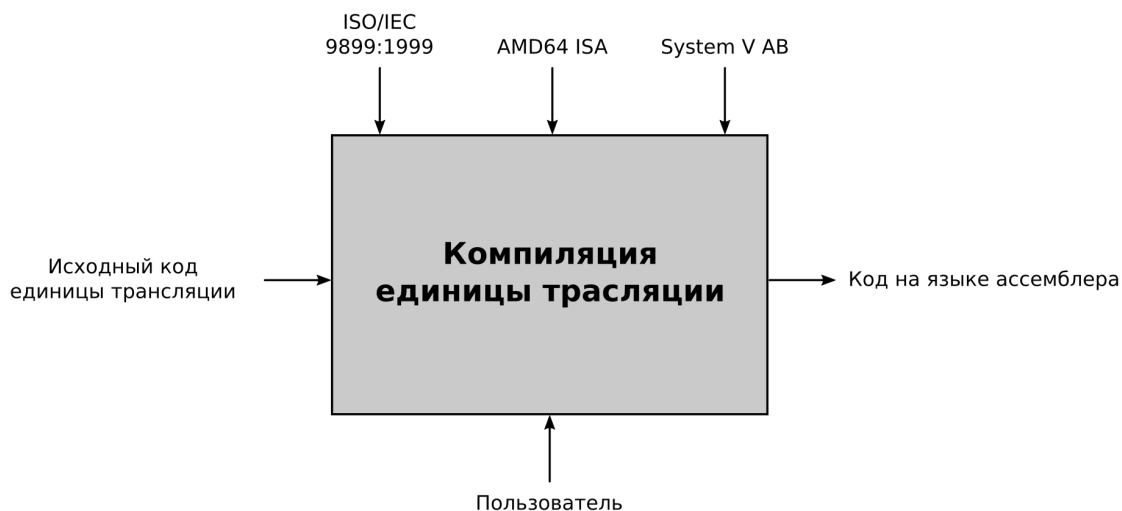 ISO/IEC
9899:1999
AMD64 ISA
System V AB
Компиляция
единицы трасляции
Исходный код
единицы трансляции
Код на языке ассемблера
Пользователь